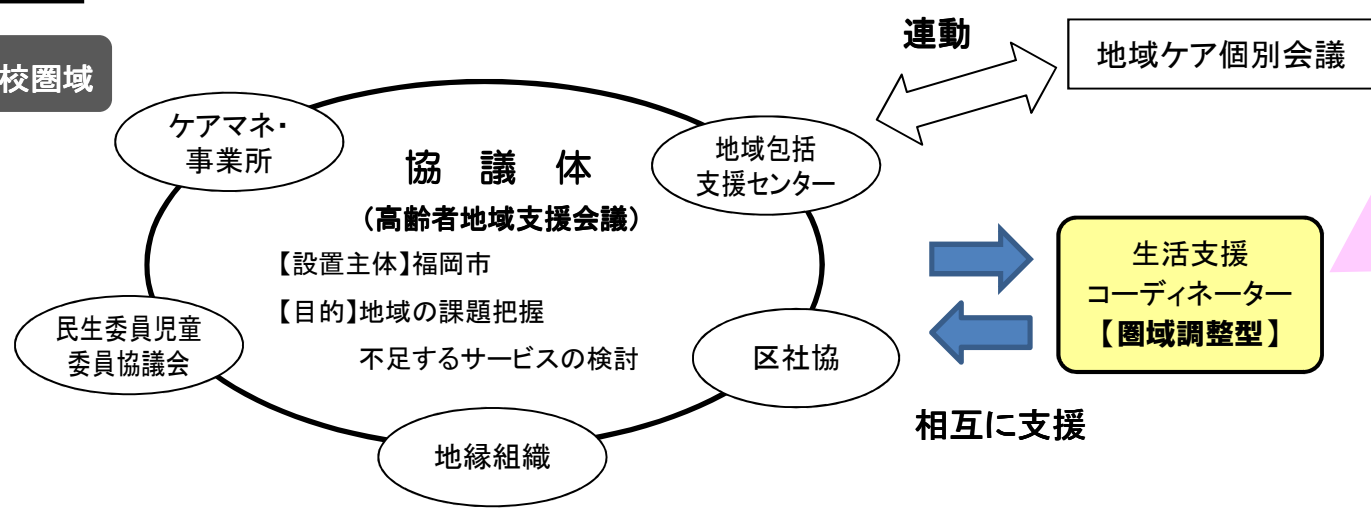 校圏域
連動
地域ケア個別会議
ケアマネ・
事業所
協 議 体
(高齢者地域支援会議)
【設置主体】福岡市
【目的】地域の課題把握
不足するサービスの検討
地域包括
支援センター
生活支援
コーディネーター
【圏域調整型】
民生委員児童
委員協議会
区社協
相互に支援
地縁組織